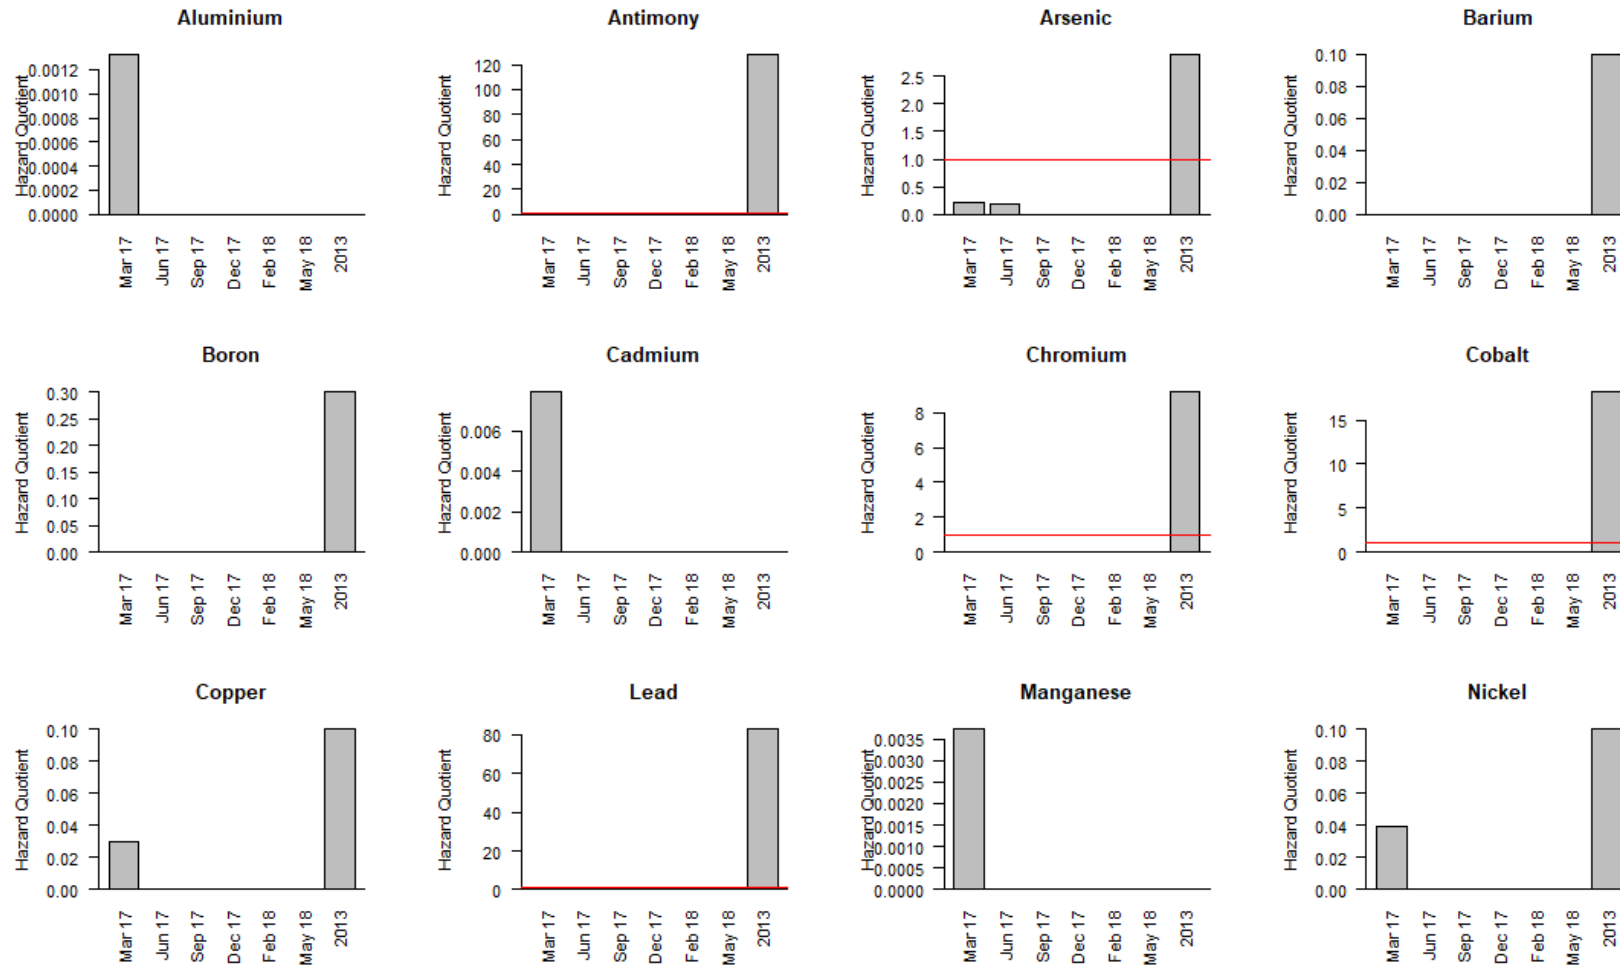 Aluminium
Hazard Quotient
0.0012
0.0010
0.0008
0.0006
0.0004
0.0002
0.0000
Mar 17
Jun 17
Sep 17
Dec 17
Feb 18
May 18
2013
Antimony
Hazard Quotient
120
100
80
60
40
20
0
Mar 17
Jun 17
Sep 17
Dec 17
Feb 18
May 18
2013
Arsenic
Hazard Quotient
2.5
2.0
1.5
1.0
0.5
0.0
Mar 17
Jun 17
Sep 17
Dec 17
Feb 18
May 18
2013
Barium
Hazard Quotient
0.10
0.08
0.06
0.04
0.02
0.00
Mar 17
Jun 17
Sep 17
Dec 17
Feb 18
May 18
2013
Boron
Hazard Quotient
0.30
0.25
0.20
0.15
0.10
0.05
0.00
Mar 17
Jun 17
Sep 17
Dec 17
Feb 18
May 18
2013
Cadmium
Hazard Quotient
0.006
0.004
0.002
0.000
Mar 17
Jun 17
Sep 17
Dec 17
Feb 18
May 18
2013
Chromium
Hazard Quotient
8
6
4
2
0
Mar 17
Jun 17
Sep 17
Dec 17
Feb 18
May 18
2013
Cobalt
Hazard Quotient
15
10
5
0
Mar 17
Jun 17
Sep 17
Dec 17
Feb 18
May 18
2013
Copper
Hazard Quotient
0.10
0.08
0.06
0.04
0.02
0.00
Mar 17
Jun 17
Sep 17
Dec 17
Feb 18
May 18
2013
Lead
Hazard Quotient
80
60
40
20
0
Mar 17
Jun 17
Sep 17
Dec 17
Feb 18
May 18
2013
Manganese
Hazard Quotient
0.0035
0.0030
0.0025
0.0020
0.0015
0.0010
0.0005
0.0000
Mar 17
Jun 17
Sep 17
Dec 17
Feb 18
May 18
2013
Nickel
Hazard Quotient
0.10
0.08
0.06
0.04
0.02
0.00
Mar 17
Jun 17
Sep 17
Dec 17
Feb 18
May 18
2013